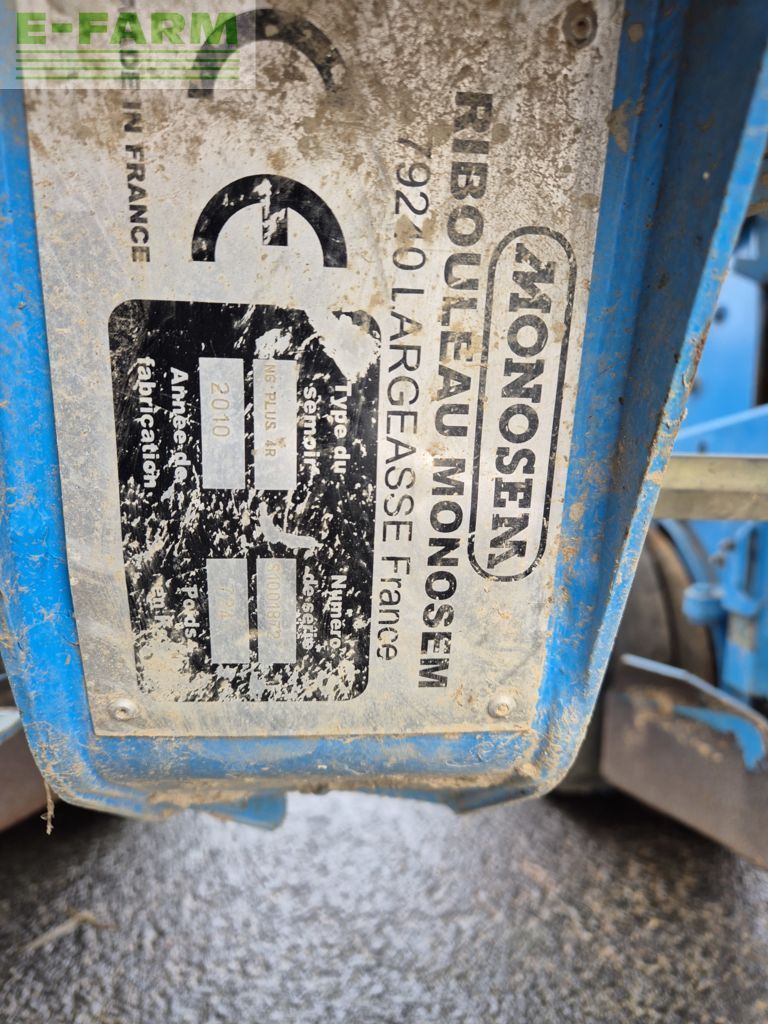 E-FARM
MONOSEM
RIBOULEAU MONOSEM
79240 LARGEASSE France
Type du semoir
NG PLUS 4R
Numéro de série
Année de fabrication
2010
Poids en kg
CE
MADE IN FRANCE